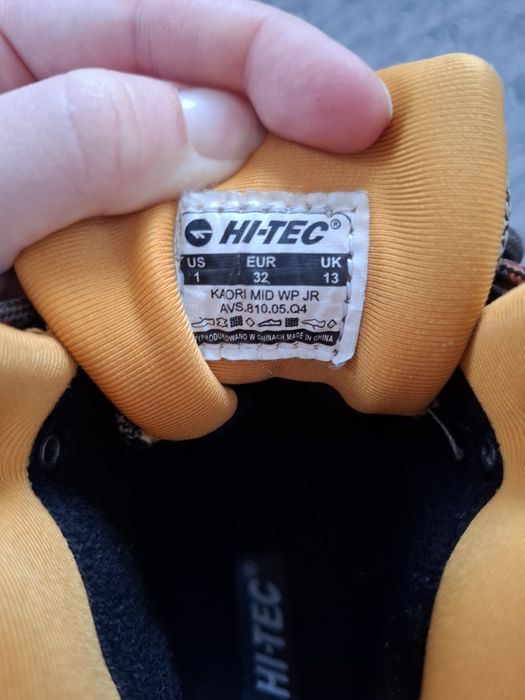 HI-TEC®
US EUR UK
1 32 13
KAORI MID WP JR
AVS.810.05.Q4
WYPRODUKOWANO W CHINACH.MADE IN CHINA
HI-TEC